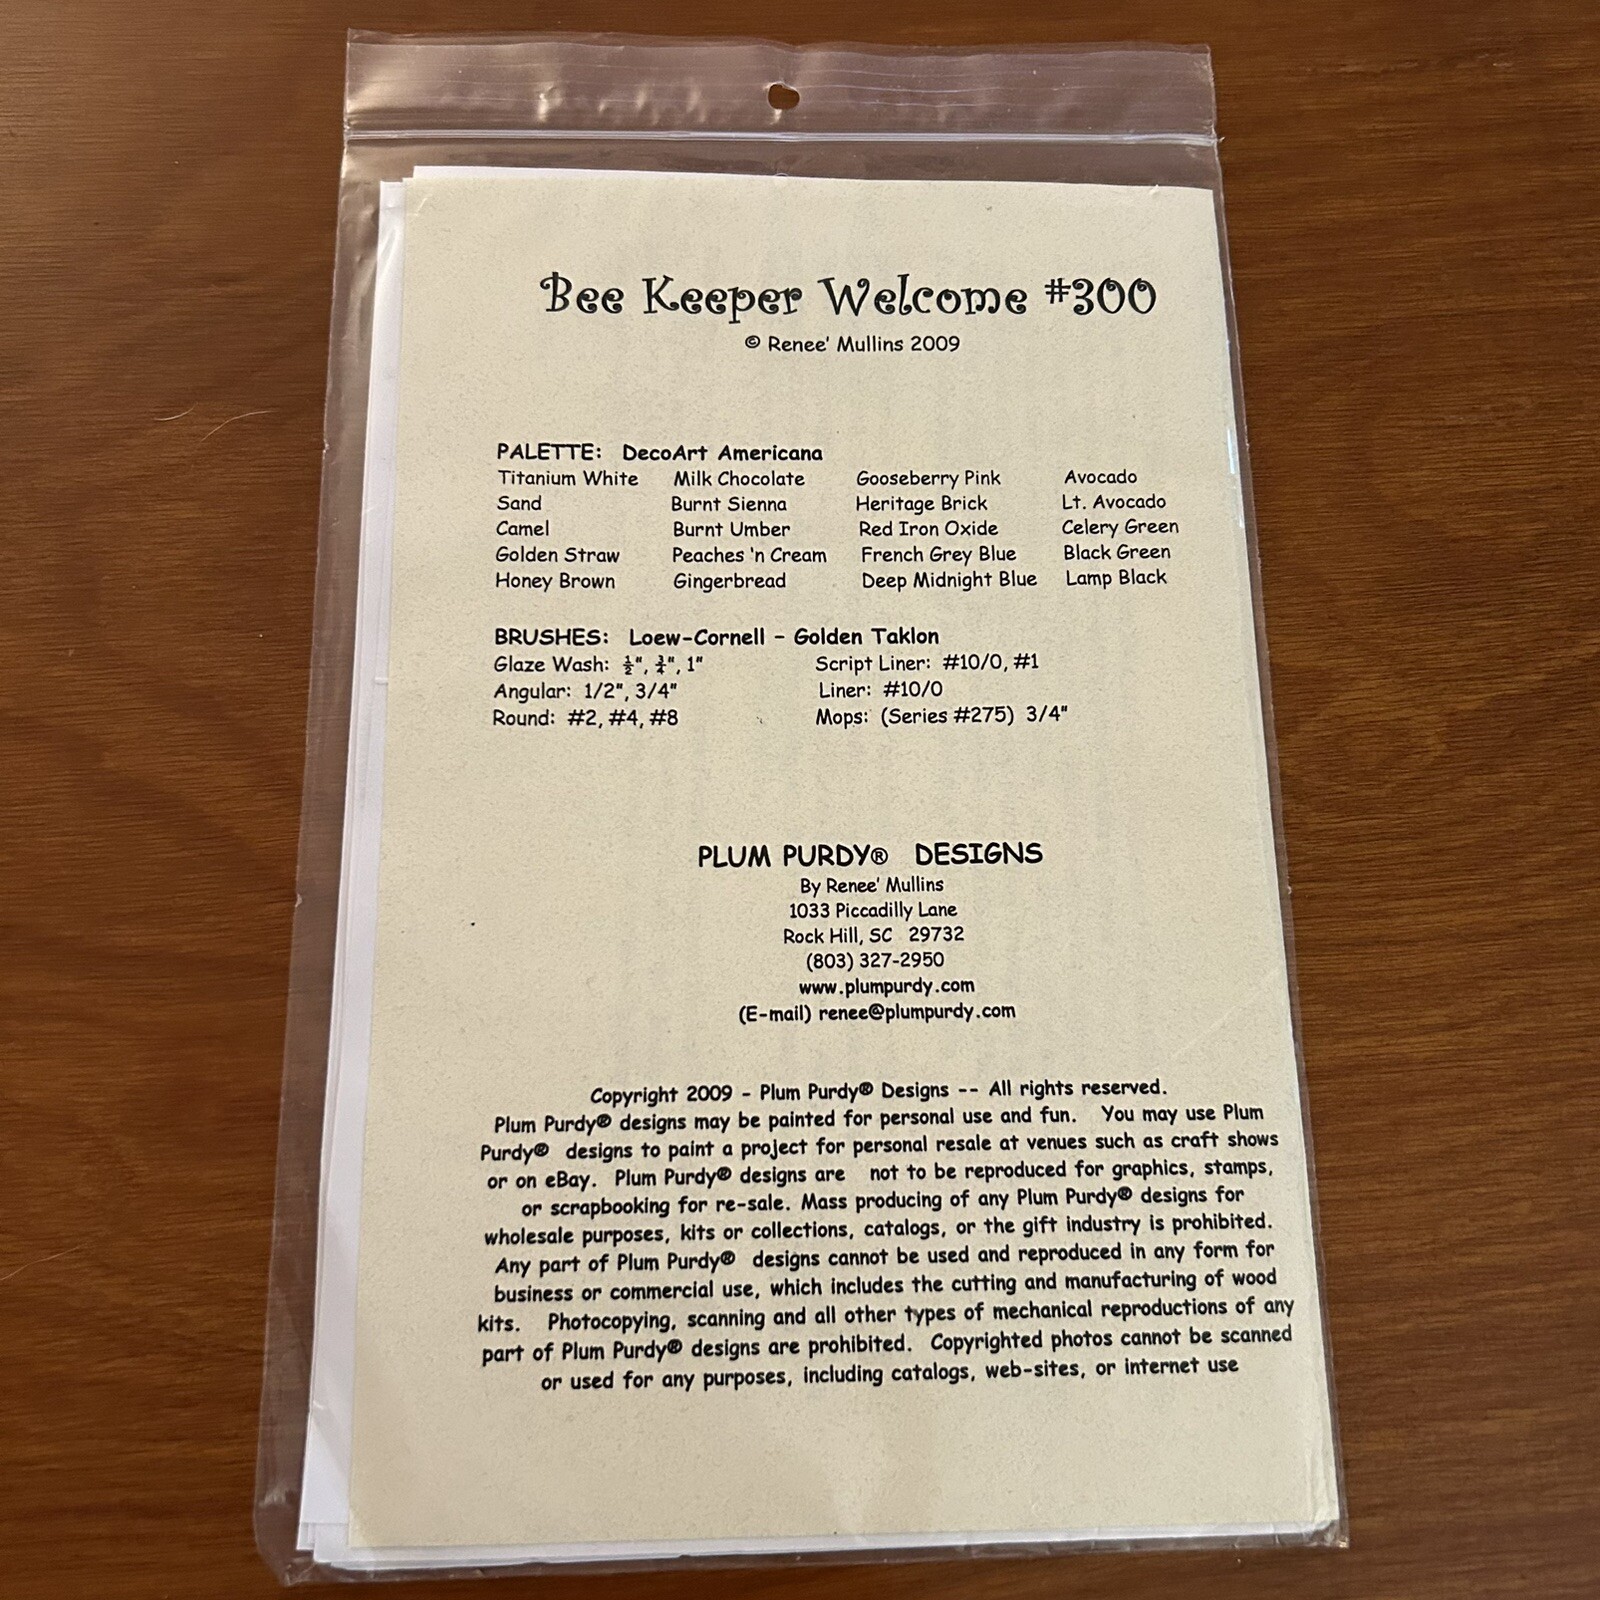 Bee Keeper Welcome #300
© Renee' Mullins 2009
PALETTE: DecoArt Americana
Titanium White Milk Chocolate Gooseberry Pink Avocado
Sand Burnt Sienna Heritage Brick Lt. Avocado
Camel Burnt Umber Red Iron Oxide Celery Green
Golden Straw Peaches 'n Cream French Grey Blue Black Green
Honey Brown Gingerbread Deep Midnight Blue Lamp Black
BRUSHES: Loew-Cornell - Golden Taklon
Glaze Wash: ½", ¾", 1" Script Liner: #10/0, #1
Angular: 1/2", 3/4" Liner: #10/0
Round: #2, #4, #8 Mops: (Series #275) 3/4"
PLUM PURDY® DESIGNS
By Renee' Mullins
1033 Piccadilly Lane
Rock Hill, SC 29732
(803) 327-2950
www.plumpurdy.com
(E-mail) renee@plumpurdy.com
Copyright 2009 - Plum Purdy® Designs -- All rights reserved.
Plum Purdy® designs may be painted for personal use and fun. You may use Plum
Purdy® designs to paint a project for personal resale at venues such as craft shows
or on eBay. Plum Purdy® designs are not to be reproduced for graphics, stamps,
or scrapbooking for re-sale. Mass producing of any Plum Purdy® designs for
wholesale purposes, kits or collections, catalogs, or the gift industry is prohibited.
Any part of Plum Purdy® designs cannot be used and reproduced in any form for
business or commercial use, which includes the cutting and manufacturing of wood
kits. Photocopying, scanning and all other types of mechanical reproductions of any
part of Plum Purdy® designs are prohibited. Copyrighted photos cannot be scanned
or used for any purposes, including catalogs, web-sites, or internet use